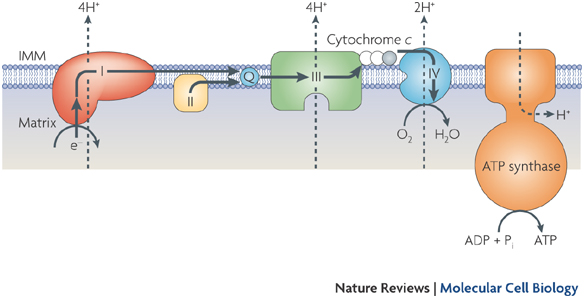 4H⁺ 4H⁺ 2H⁺
Cytochrome c
IMM
I
Q
III
IV
II
Matrix
H⁺
e⁻
O₂ H₂O
ATP synthase
ADP + Pᵢ ATP
Nature Reviews | Molecular Cell Biology